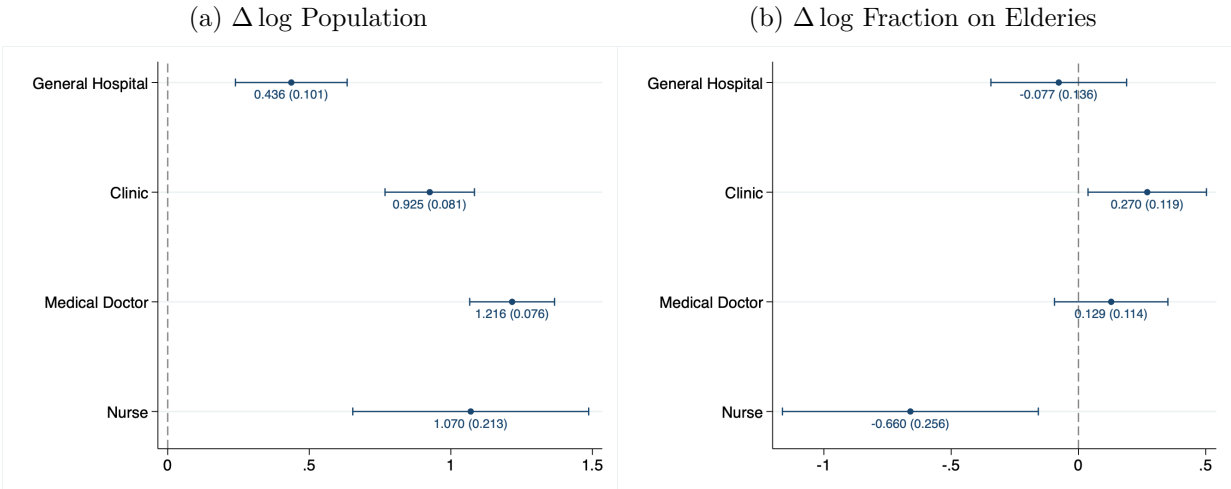 (a) Δ log Population
General Hospital
0.436 (0.101)
Clinic
0.925 (0.081)
Medical Doctor
1.216 (0.076)
Nurse
1.070 (0.213)
0 .5 1 1.5
(b) Δ log Fraction on Elderies
General Hospital
-0.077 (0.136)
Clinic
0.270 (0.119)
Medical Doctor
0.129 (0.114)
Nurse
-0.660 (0.256)
-1 -.5 0 .5